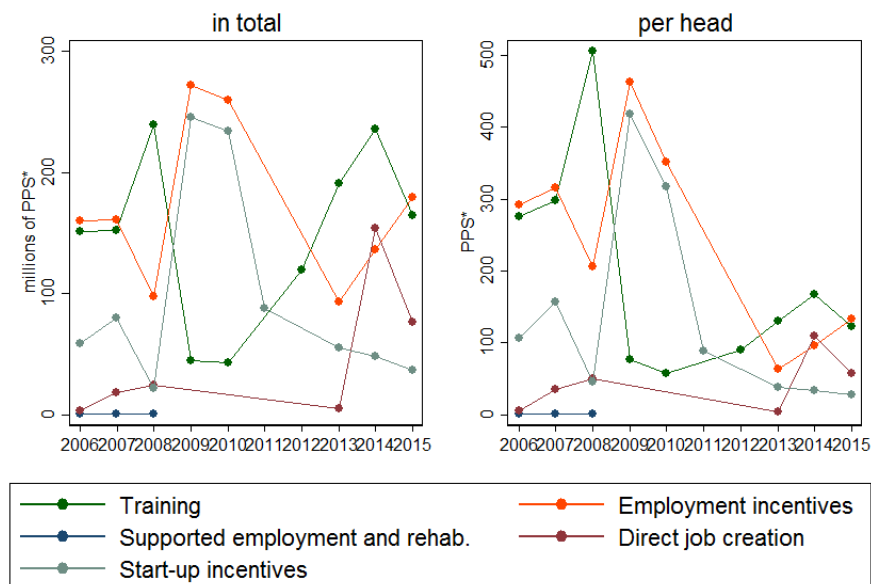 in total
per head
millions of PPS*
300
200
100
0
2006 2007 2008 2009 2010 2011 2012 2013 2014 2015
PPS*
500
400
300
200
100
0
2006 2007 2008 2009 2010 2011 2012 2013 2014 2015
Training
Employment incentives
Supported employment and rehab.
Direct job creation
Start-up incentives